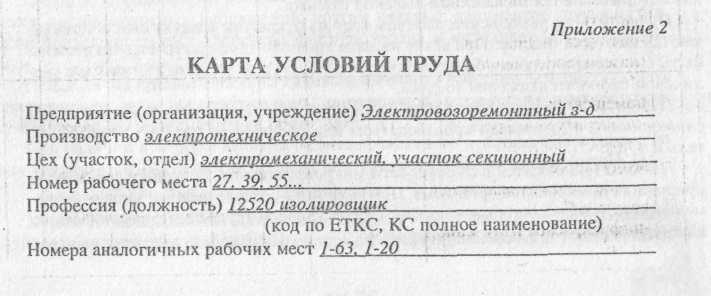 Приложение 2
КАРТА УСЛОВИЙ ТРУДА
Предприятие (организация, учреждение) Электровозоремонтный з-д
Производство электротехническое
Цех (участок, отдел) электромеханический, участок секционный
Номер рабочего места 27, 39, 55...
Профессия (должность) 12520 изолировщик
(код по ЕТКС, КС полное наименование)
Номера аналогичных рабочих мест 1-63, 1-20